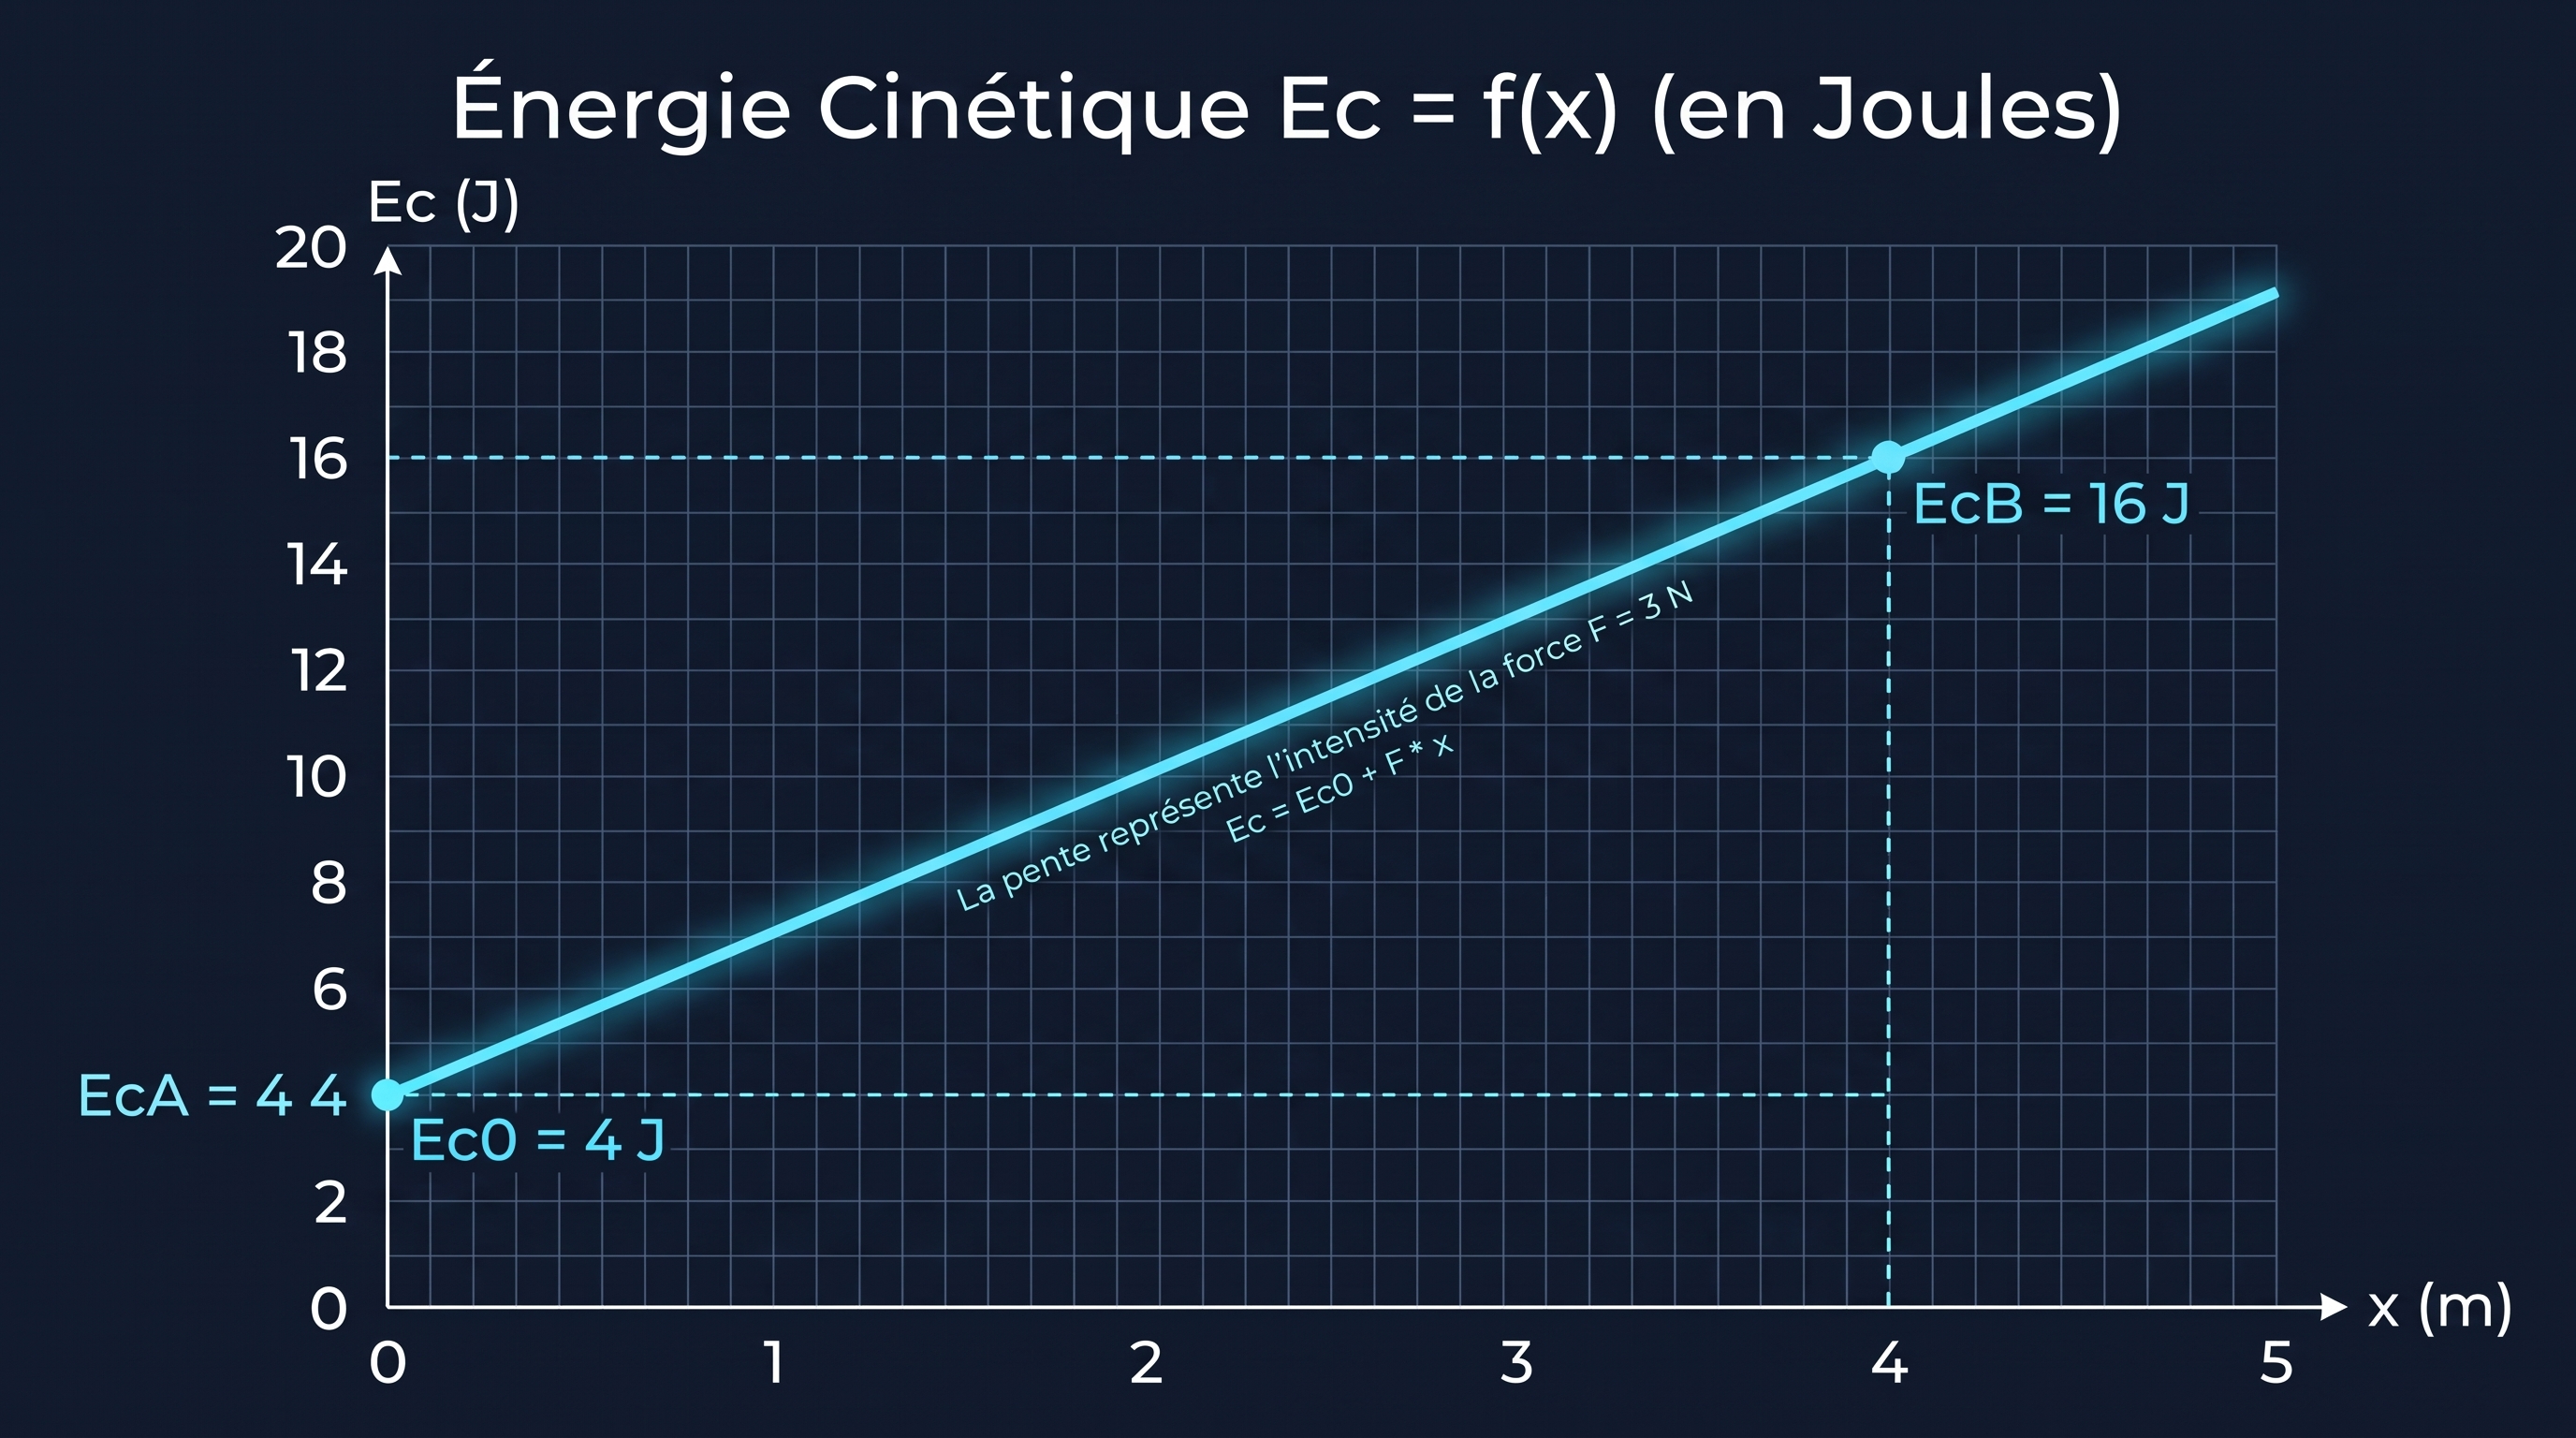 Énergie Cinétique Ec = f(x) (en Joules)
Ec (J)
20
18
16
EcB = 16 J
14
La pente représente l'intensité de la force F = 3 N
Ec = Ec0 + F * x
12
10
8
6
EcA = 4 4
Ec0 = 4 J
2
0
x (m)
0 1 2 3 4 5